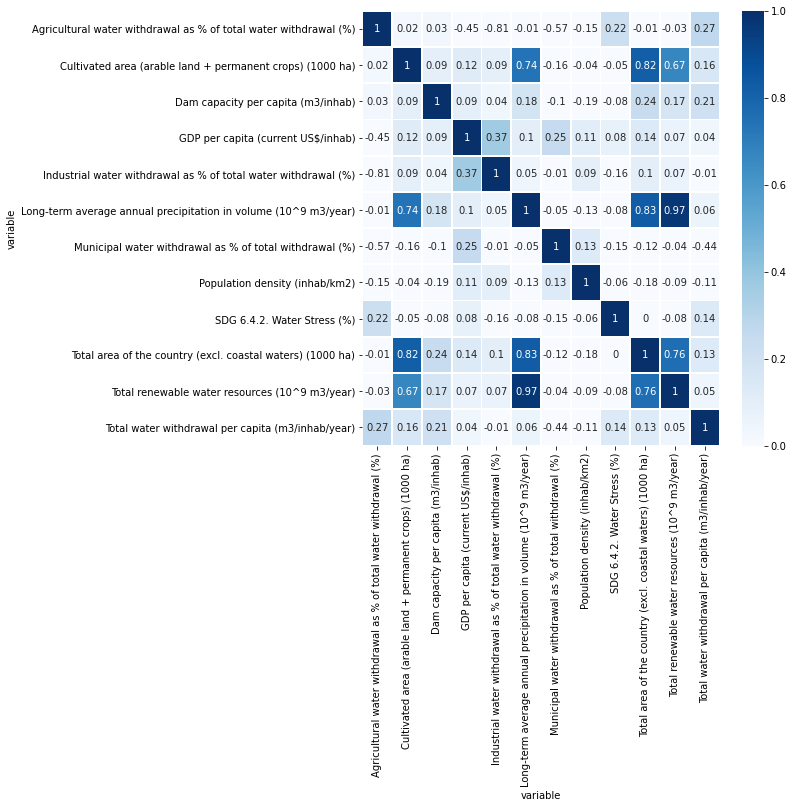 Agricultural water withdrawal as % of total water withdrawal (%) 1 0.02 0.03 -0.45 -0.81 -0.01 -0.57 -0.15 0.22 -0.01 -0.03 0.27
Cultivated area (arable land + permanent crops) (1000 ha) 0.02 1 0.09 0.12 0.09 0.74 -0.16 -0.04 -0.05 0.82 0.67 0.16
Dam capacity per capita (m3/inhab) 0.03 0.09 1 0.09 0.04 0.18 -0.1 -0.19 -0.08 0.24 0.17 0.21
GDP per capita (current US$/inhab) -0.45 0.12 0.09 1 0.37 0.1 0.25 0.11 0.08 0.14 0.07 0.04
Industrial water withdrawal as % of total water withdrawal (%) -0.81 0.09 0.04 0.37 1 0.05 -0.01 0.09 -0.16 0.1 0.07 -0.01
Long-term average annual precipitation in volume (10^9 m3/year) -0.01 0.74 0.18 0.1 0.05 1 -0.05 -0.13 -0.08 0.83 0.97 0.06
Municipal water withdrawal as % of total withdrawal (%) -0.57 -0.16 -0.1 0.25 -0.01 -0.05 1 0.13 -0.15 -0.12 -0.04 -0.44
Population density (inhab/km2) -0.15 -0.04 -0.19 0.11 0.09 -0.13 0.13 1 -0.06 -0.18 -0.09 -0.11
SDG 6.4.2. Water Stress (%) 0.22 -0.05 -0.08 0.08 -0.16 -0.08 -0.15 -0.06 1 0 -0.08 0.14
Total area of the country (excl. coastal waters) (1000 ha) -0.01 0.82 0.24 0.14 0.1 0.83 -0.12 -0.18 0 1 0.76 0.13
Total renewable water resources (10^9 m3/year) -0.03 0.67 0.17 0.07 0.07 0.97 -0.04 -0.09 -0.08 0.76 1 0.05
Total water withdrawal per capita (m3/inhab/year) 0.27 0.16 0.21 0.04 -0.01 0.06 -0.44 -0.11 0.14 0.13 0.05 1
variable
Agricultural water withdrawal as % of total water withdrawal (%)
Cultivated area (arable land + permanent crops) (1000 ha)
Dam capacity per capita (m3/inhab)
GDP per capita (current US$/inhab)
Industrial water withdrawal as % of total water withdrawal (%)
Long-term average annual precipitation in volume (10^9 m3/year)
Municipal water withdrawal as % of total withdrawal (%)
Population density (inhab/km2)
SDG 6.4.2. Water Stress (%)
Total area of the country (excl. coastal waters) (1000 ha)
Total renewable water resources (10^9 m3/year)
Total water withdrawal per capita (m3/inhab/year)
variable
1.0
0.8
0.6
0.4
0.2
0.0